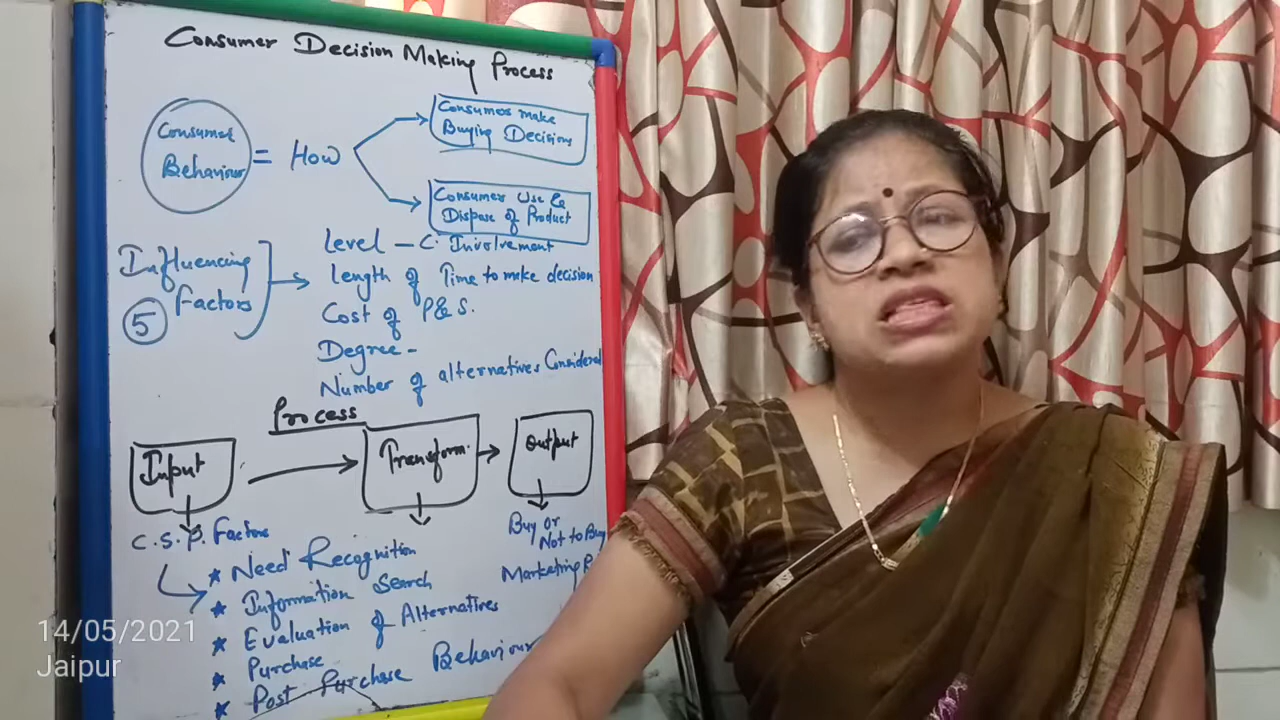 Consumer Decision Making Process
Consumer
Behaviour
= How
Consumer make
Buying Decisions
Consumer Use &
Dispose of Product
Influencing
Factors
5
Level - C. Involvement
Length of Time to make decision
Cost of P & S.
Degree -
Number of alternatives Considered
Process
Input
Transform.
Output
C.S.P. Factors
Buy or
Not to Buy
Marketing
* Need Recognition
* Information Search
* Evaluation of Alternatives
* Purchase
* Post Purchase Behaviour
14/05/2021
Jaipur